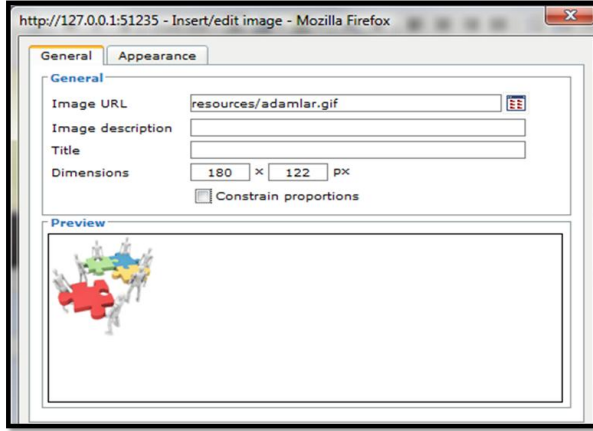 http://127.0.0.1:51235 - Insert/edit image - Mozilla Firefox
General Appearance
General
Image URL resources/adamlar.gif
Image description
Title
Dimensions 180 x 122 px
Constrain proportions
Preview